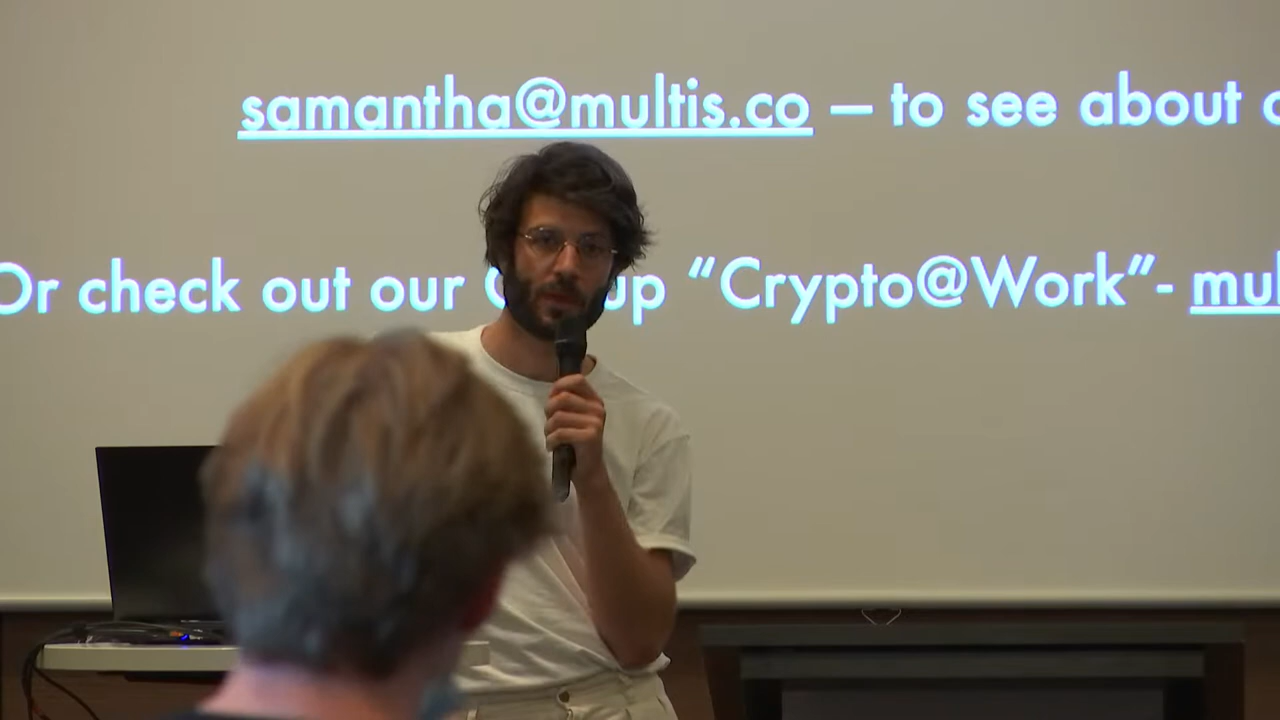 samantha@multis.co – to see about
Or check out our up “Crypto@Work”- mul